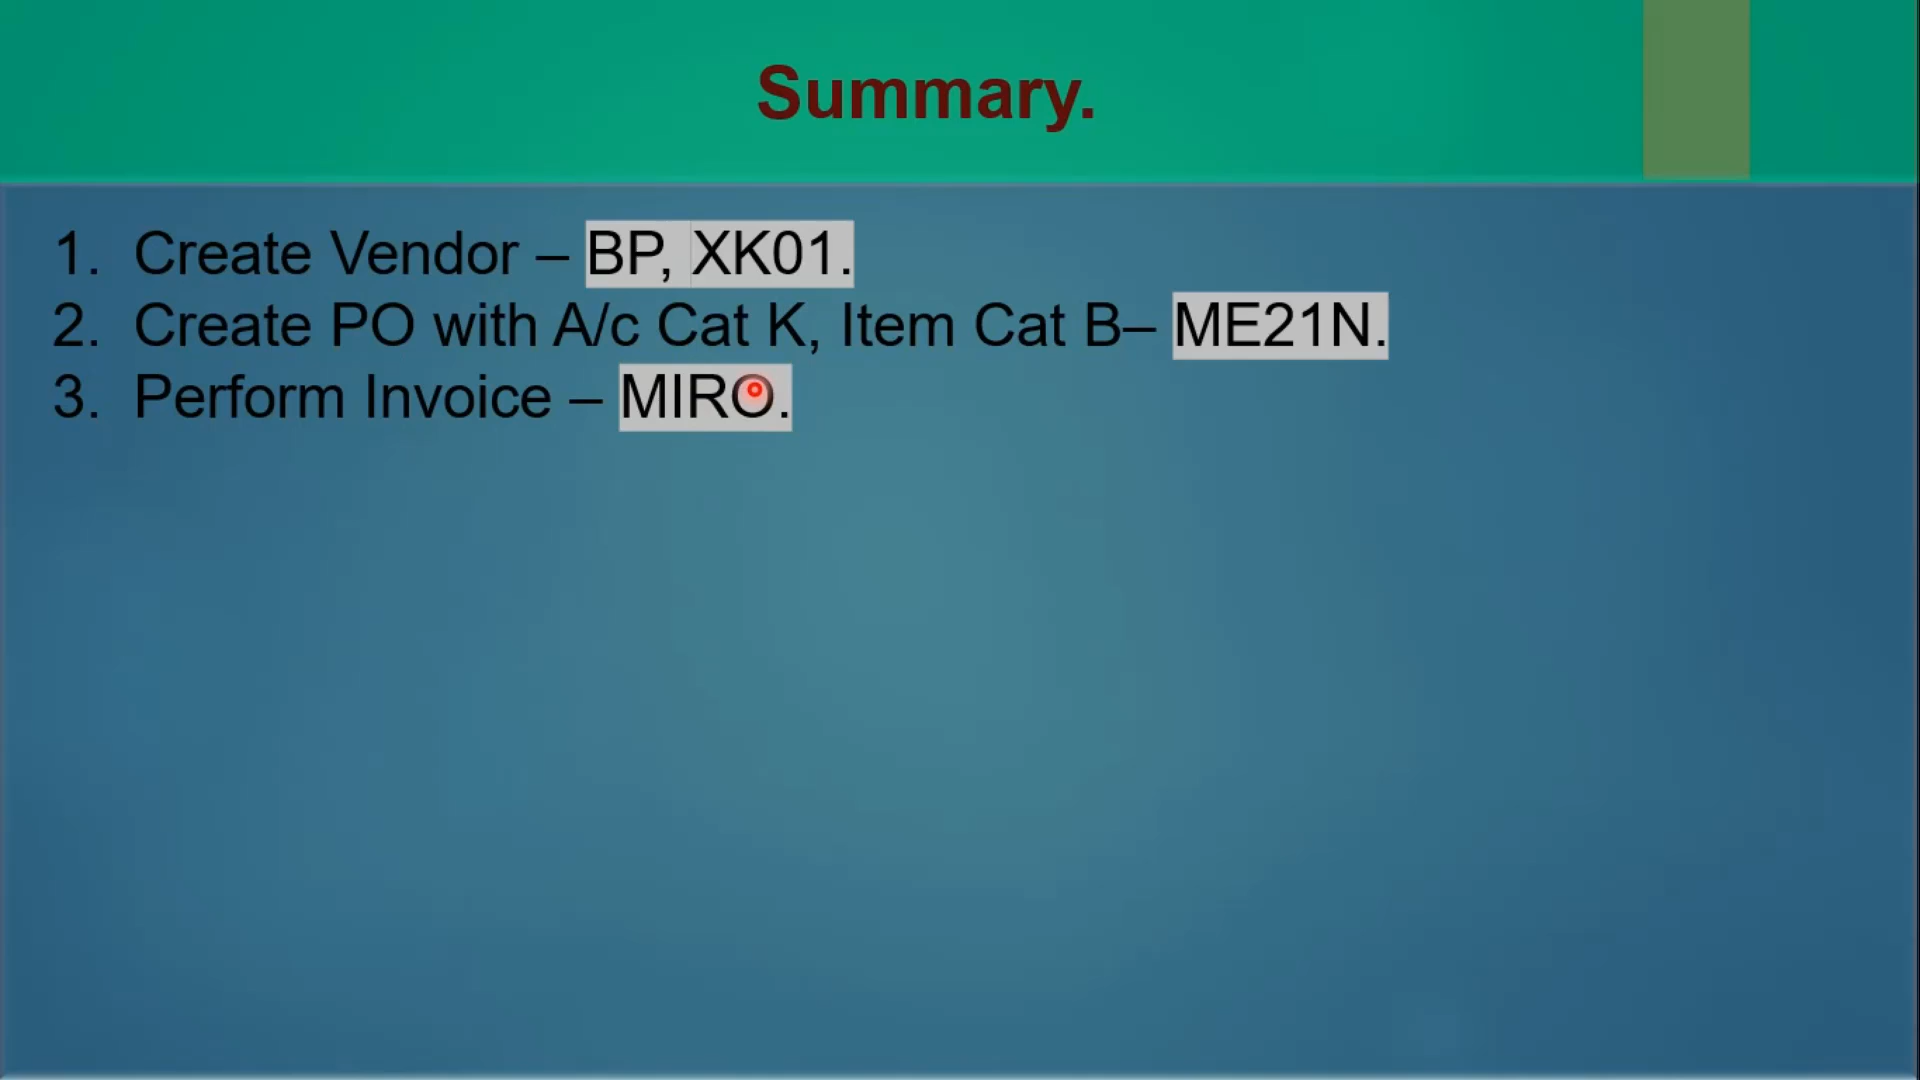 Summary.
1. Create Vendor – BP, XK01.
2. Create PO with A/c Cat K, Item Cat B– ME21N.
3. Perform Invoice – MIRO.